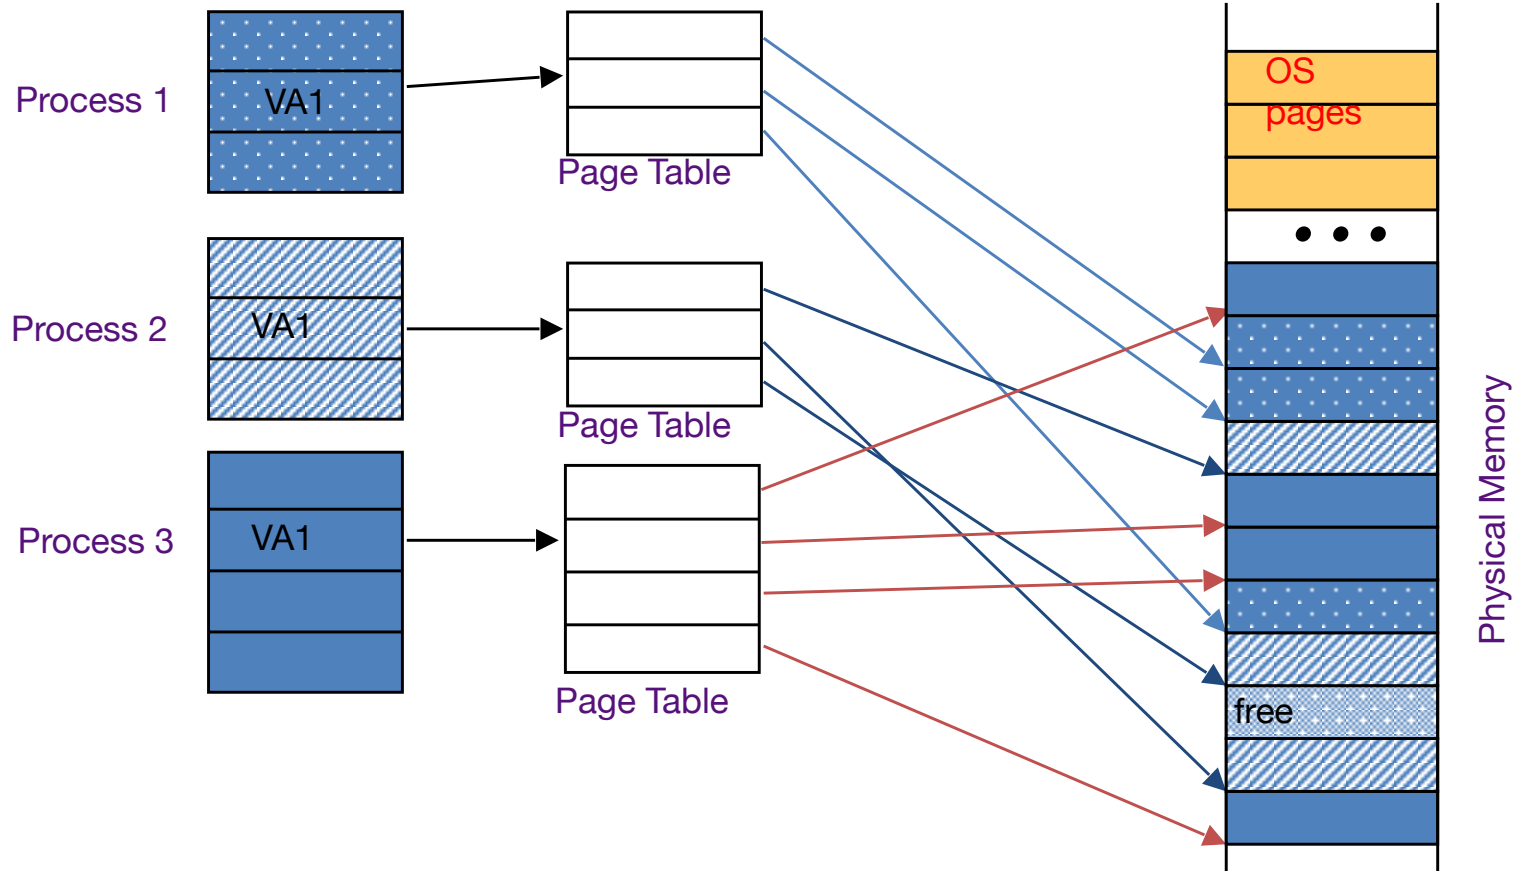 Process 1
VA1
Page Table
Process 2
VA1
Page Table
Process 3
VA1
Page Table
OS
pages
• • •
free
Physical Memory